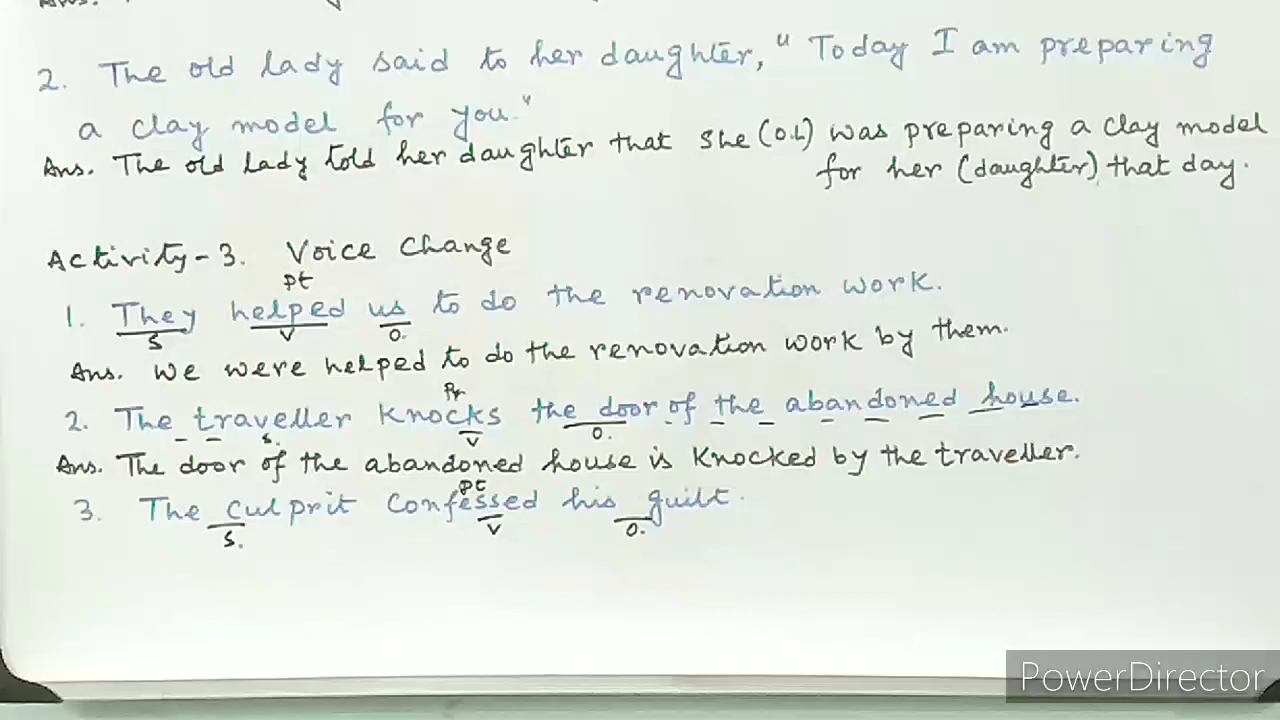 2. The old lady said to her daughter, "Today I am preparing
a clay model for you."
Ans. The old lady told her daughter that she (O.L) was preparing a clay model
for her (daughter) that day.
Activity-3. Voice Change
pt
1. They helped us to do the renovation work.
S V O.
Ans. We were helped to do the renovation work by them.
Pr
2. The traveller knocks the door of the abandoned house.
S. V O.
Ans. The door of the abandoned house is knocked by the traveller.
pt
3. The culprit confessed his guilt.
S. V O.
PowerDirector